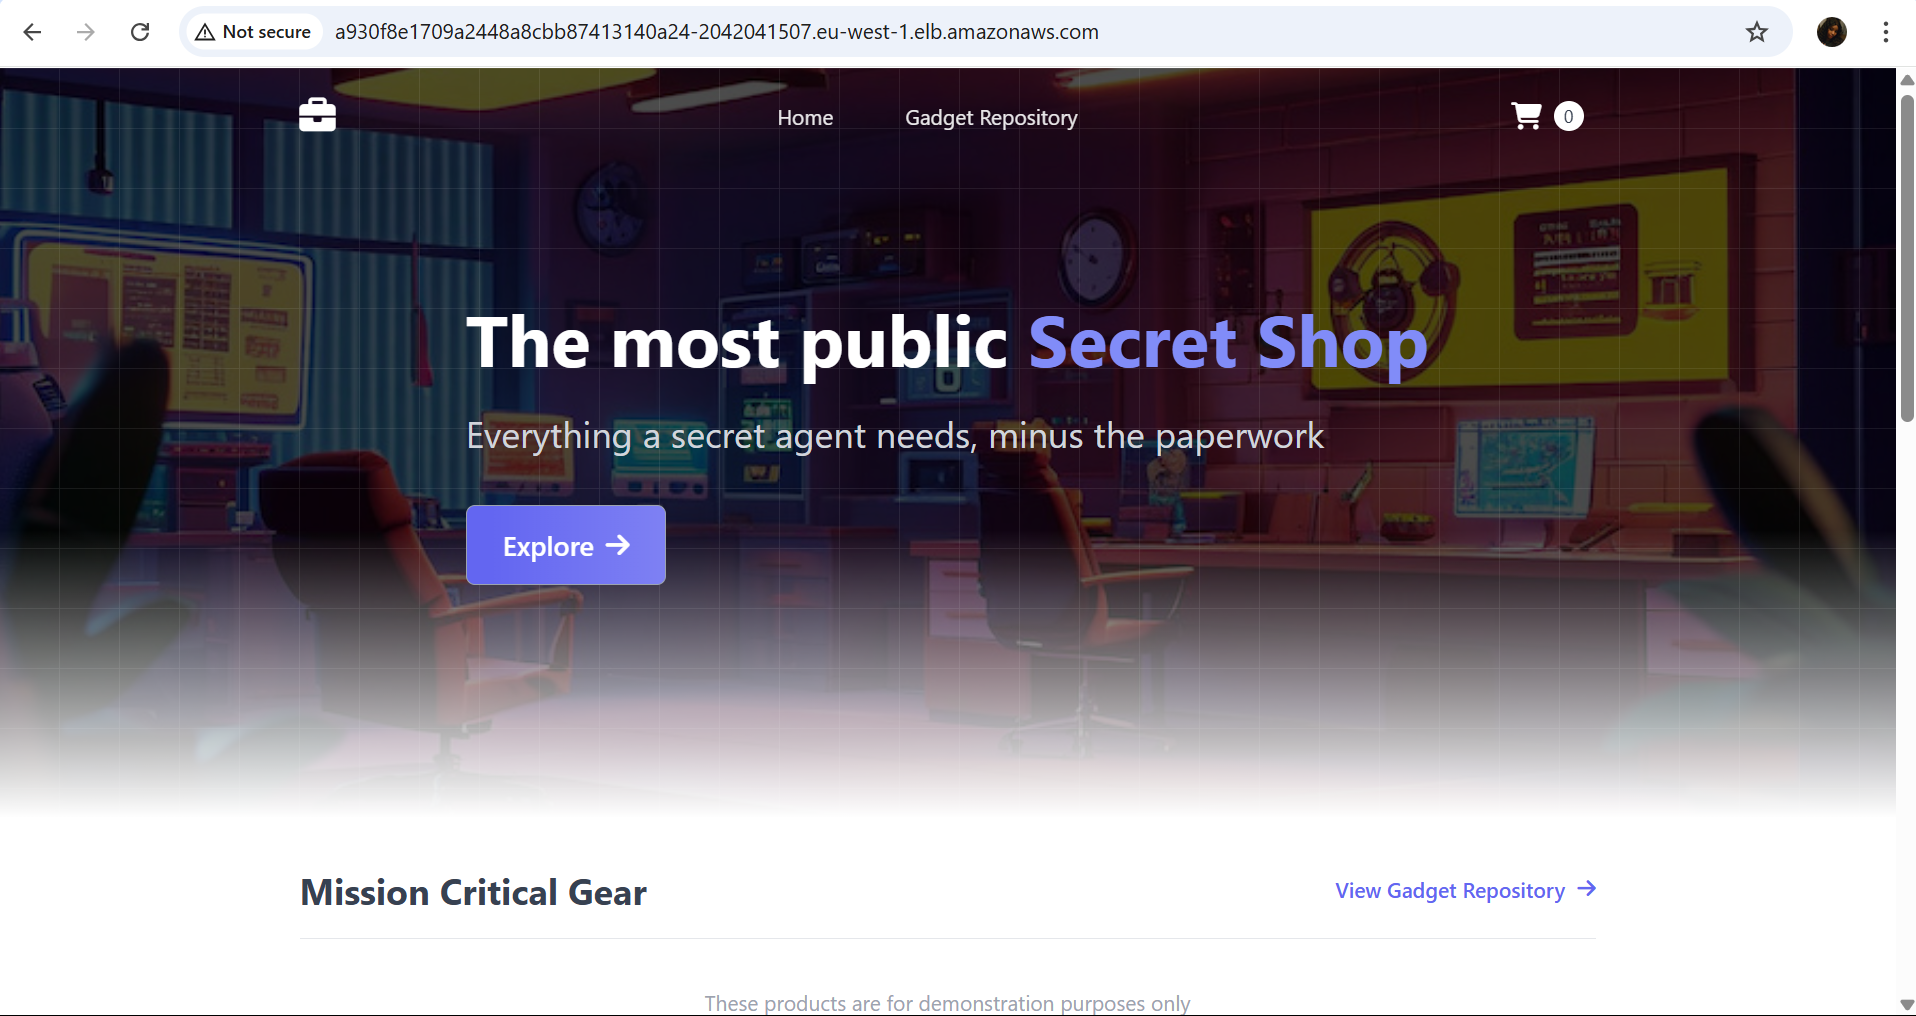 Not secure
a930f8e1709a2448a8cbb87413140a24-2042041507.eu-west-1.elb.amazonaws.com
Home
Gadget Repository
0
The most public Secret Shop
Everything a secret agent needs, minus the paperwork
Explore
Mission Critical Gear
View Gadget Repository
These products are for demonstration purposes only